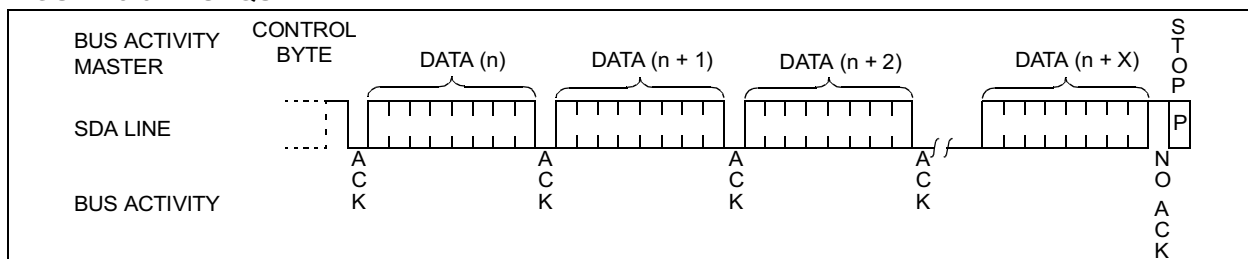 BUS ACTIVITY
MASTER
CONTROL
BYTE
DATA (n)
DATA (n + 1)
DATA (n + 2)
DATA (n + X)
STOP
SDA LINE
P
ACK
ACK
ACK
ACK
NO ACK
BUS ACTIVITY